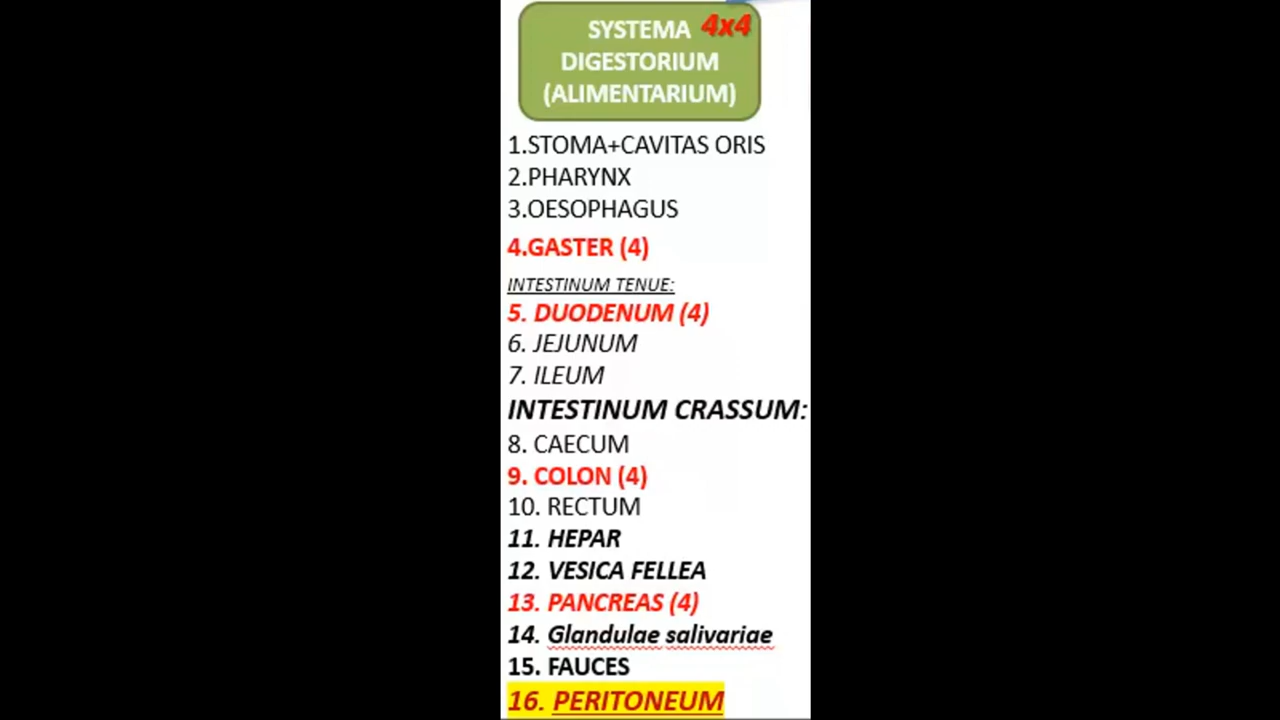 SYSTEMA 4x4
DIGESTORIUM
(ALIMENTARIUM)
1.STOMA+CAVITAS ORIS
2.PHARYNX
3.OESOPHAGUS
4.GASTER (4)
INTESTINUM TENUE:
5. DUODENUM (4)
6. JEJUNUM
7. ILEUM
INTESTINUM CRASSUM:
8. CAECUM
9. COLON (4)
10. RECTUM
11. HEPAR
12. VESICA FELLEA
13. PANCREAS (4)
14. Glandulae salivariae
15. FAUCES
16. PERITONEUM